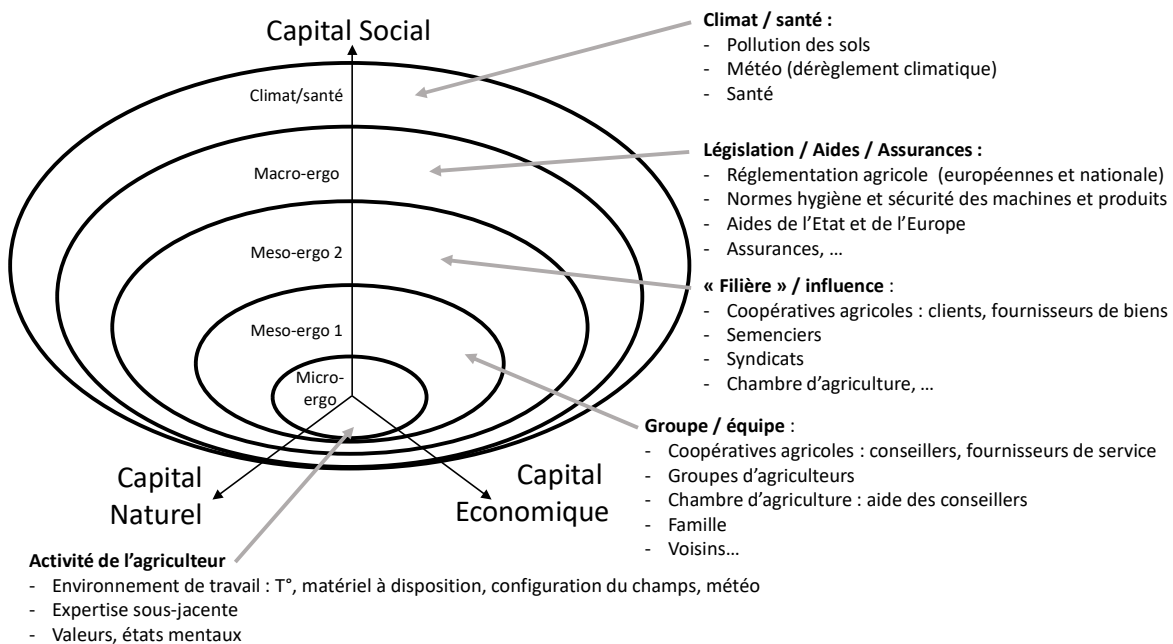 Capital Social
Climat/santé
Macro-ergo
Meso-ergo 2
Meso-ergo 1
Micro-
ergo
Capital
Naturel
Capital
Economique
Climat / santé :
- Pollution des sols
- Météo (dérèglement climatique)
- Santé
Législation / Aides / Assurances :
- Réglementation agricole (européennes et nationale)
- Normes hygiène et sécurité des machines et produits
- Aides de l'Etat et de l'Europe
- Assurances, …
« Filière » / influence :
- Coopératives agricoles : clients, fournisseurs de biens
- Semenciers
- Syndicats
- Chambre d'agriculture, …
Groupe / équipe :
- Coopératives agricoles : conseillers, fournisseurs de service
- Groupes d'agriculteurs
- Chambre d'agriculture : aide des conseillers
- Famille
- Voisins…
Activité de l'agriculteur
- Environnement de travail : T°, matériel à disposition, configuration du champs, météo
- Expertise sous-jacente
- Valeurs, états mentaux